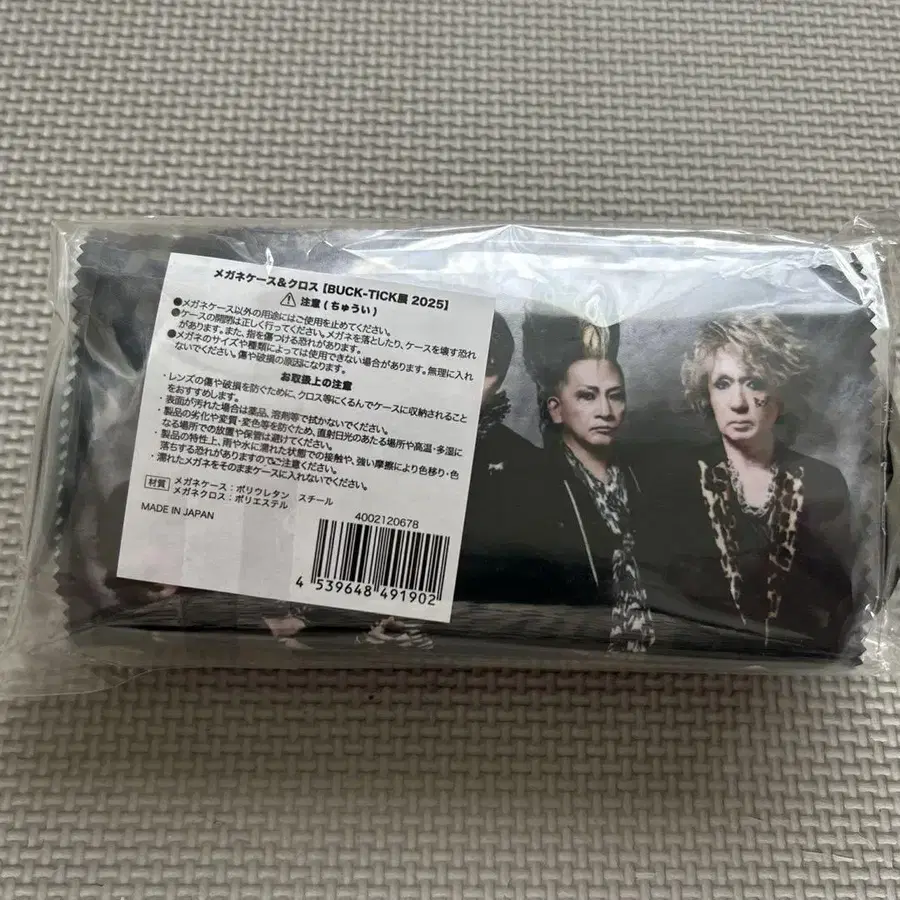 メガネケース&クロス【BUCK-TICK展 2025】
⚠ 注意(ちゅうい)
●メガネケース以外の用途にはご使用を止めてください。
●ケースの開閉は正しく行ってください。メガネを落としたり、ケースを壊す恐れ
があります。また、指を傷つける恐れがあります。
●メガネのサイズや種類によっては使用できない場合があります。無理に入れ
ないでください。傷や破損の原因になります。
お取扱上の注意
・レンズの傷や破損を防ぐために、クロス等にくるんでケースに収納されること
をおすすめします。
・表面が汚れた場合は薬品、溶剤等で拭かないでください。
・製品の劣化や変質・変色等を防ぐため、直射日光のあたる場所や高温・多湿に
なる場所での放置や保管は避けてください。
・製品の特性上、雨や水に濡れた状態での接触や、強い摩擦により色移り・色
落ちする恐れがありますのでご注意ください。
・濡れたメガネをそのままケースに入れないでください。
材質 メガネケース:ポリウレタン スチール
メガネクロス:ポリエステル
MADE IN JAPAN
4002120678
4 539648 491902